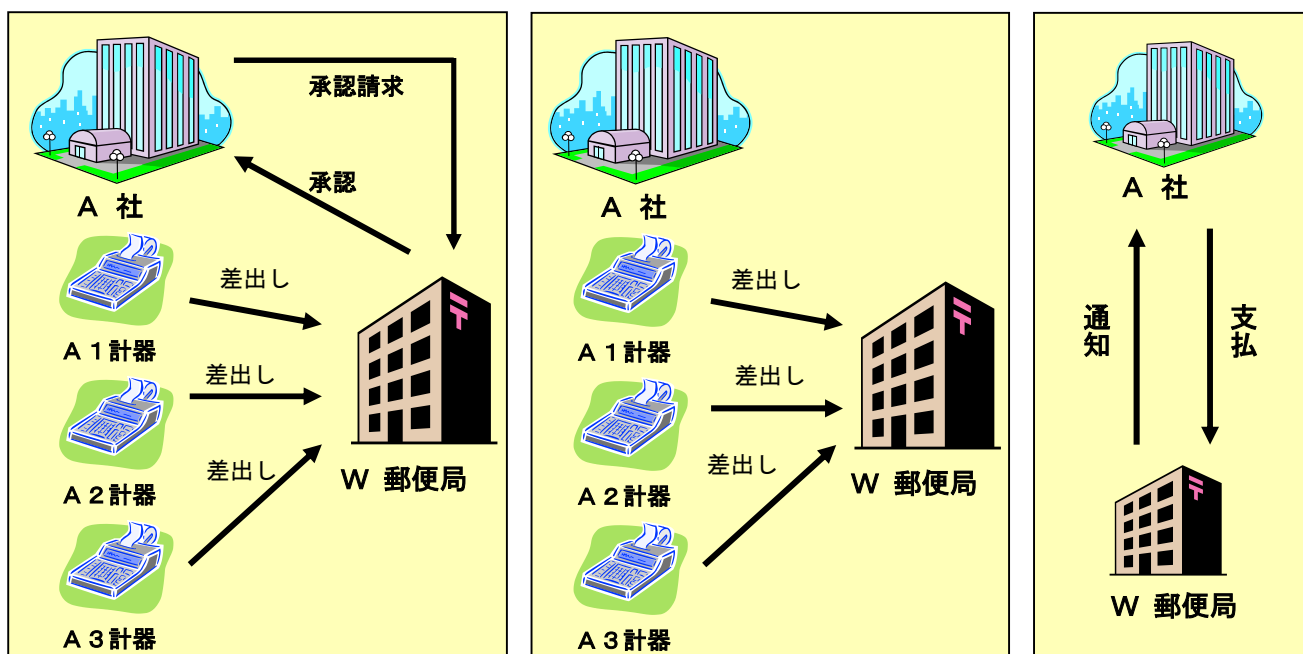 承認請求
承認
A 社
差出し
A1計器
差出し
A2計器
差出し
W 郵便局
A3計器
A 社
差出し
A1計器
差出し
A2計器
差出し
W 郵便局
A3計器
A 社
通知
支払
W 郵便局